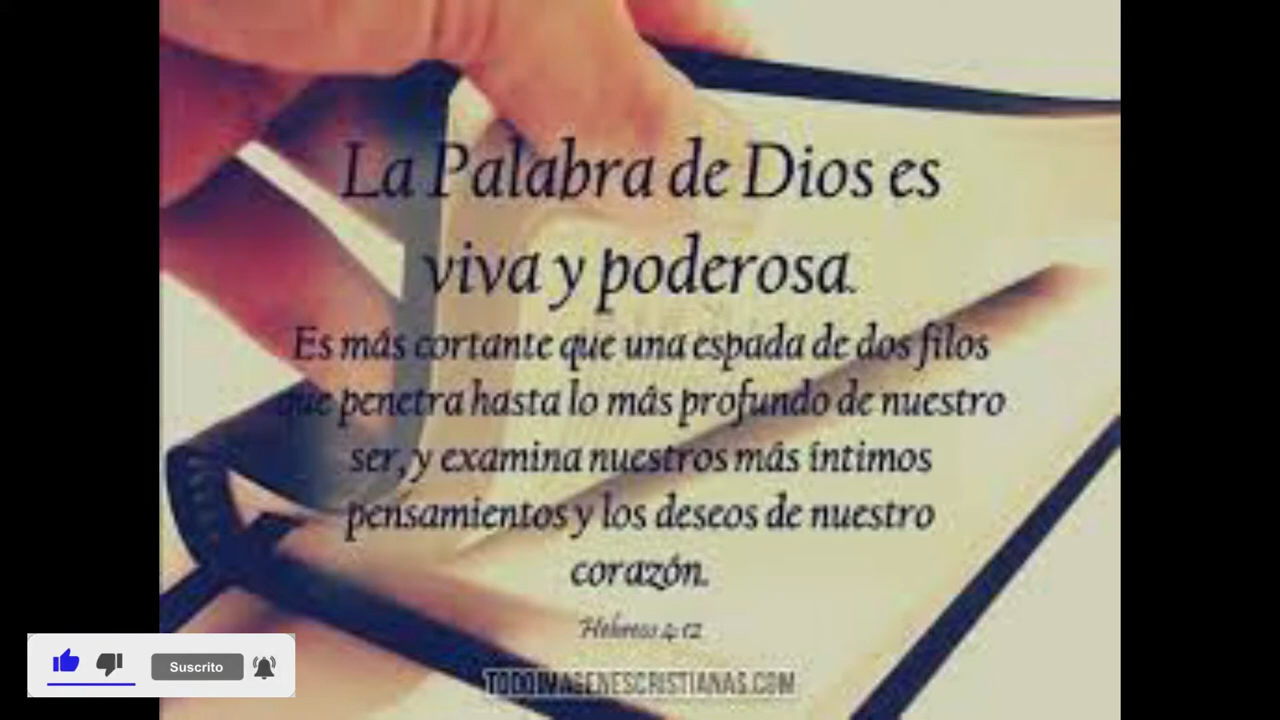 La Palabra de Dios es
viva y poderosa.
Es más cortante que una espada de dos filos
que penetra hasta lo más profundo de nuestro
ser, y examina nuestros más íntimos
pensamientos y los deseos de nuestro
corazón.
Hebreos 4:12
TODOIMAGENESCRISTIANAS.COM
Suscrito